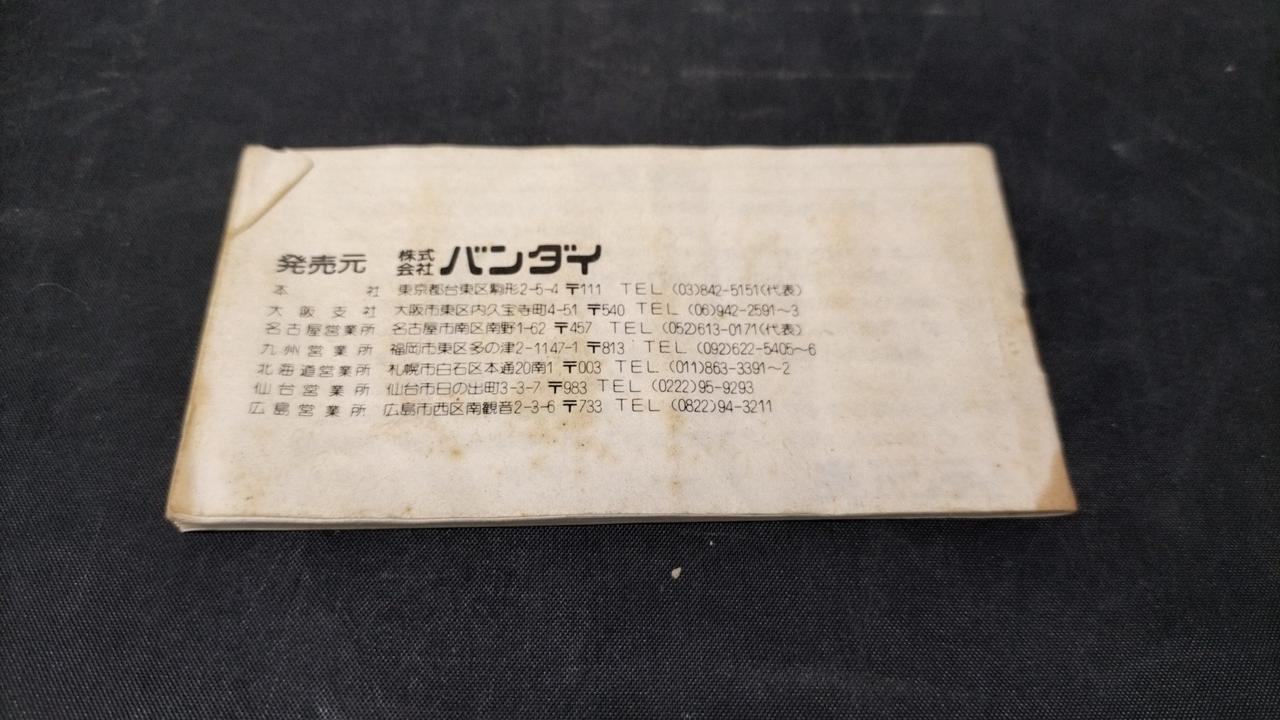 発売元 株式会社 バンダイ
本社 東京都台東区駒形2-5-4 〒111 TEL (03)842-5151(代表)
大阪支社 大阪市東区内久宝寺町4-51 〒540 TEL (06)942-2591〜3
名古屋営業所 名古屋市南区南野1-62 〒457 TEL (052)613-0171(代表)
九州営業所 福岡市東区多の津2-1147-1 〒813 TEL (092)622-5405〜6
北海道営業所 札幌市白石区本通20南1 〒003 TEL (011)863-3391〜2
仙台営業所 仙台市日の出町3-3-7 〒983 TEL (0222)95-9293
広島営業所 広島市西区南観音2-3-6 〒733 TEL (0822)94-3211